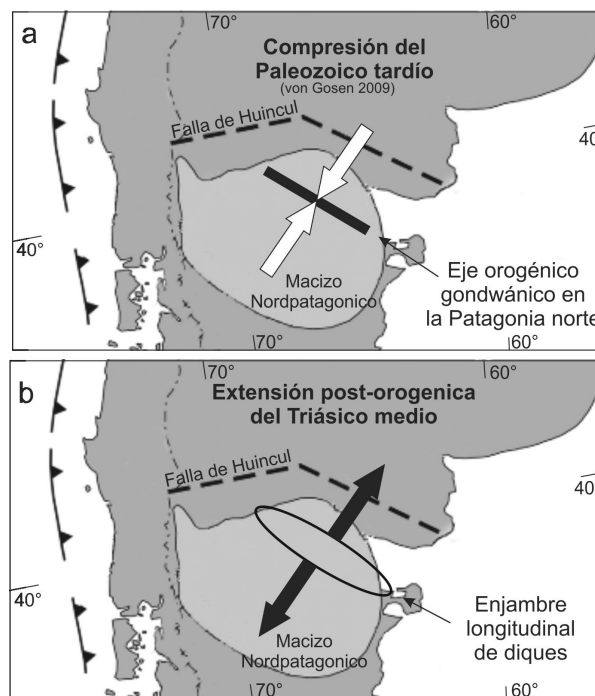 a
70°
60°
Compresión del
Paleozoico tardío
(von Gosen 2009)
Falla de Huincul
40
40°
Macizo
Nordpatagonico
Eje orogénico
gondwánico en
la Patagonia norte
70°
60°
b
70°
60°
Extensión post-orogenica
del Triásico medio
Falla de Huincul
40
40°
Macizo
Nordpatagonico
Enjambre
longitudinal
de diques
70°
60°